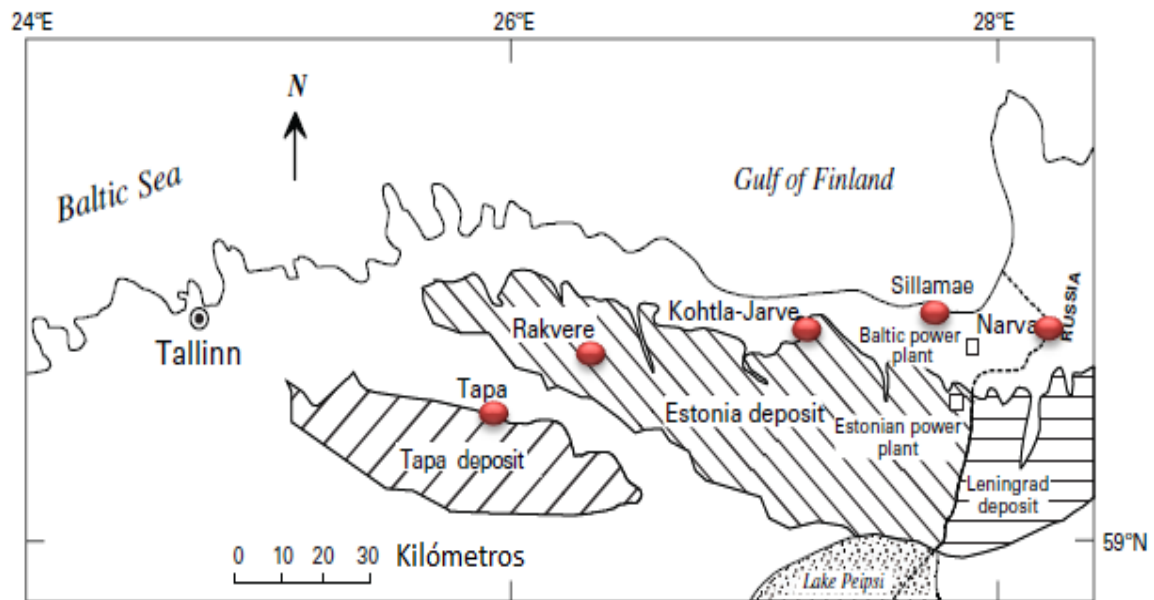 24°E
26°E
28°E
N
Baltic Sea
Gulf of Finland
Sillamae
Kohtla-Jarve
Narva
RUSSIA
Rakvere
Baltic power
plant
Tallinn
Tapa
Estonia deposit
Estonian power
plant
Tapa deposit
Leningrad
deposit
0 10 20 30 Kilómetros
59°N
Lake Peipsi